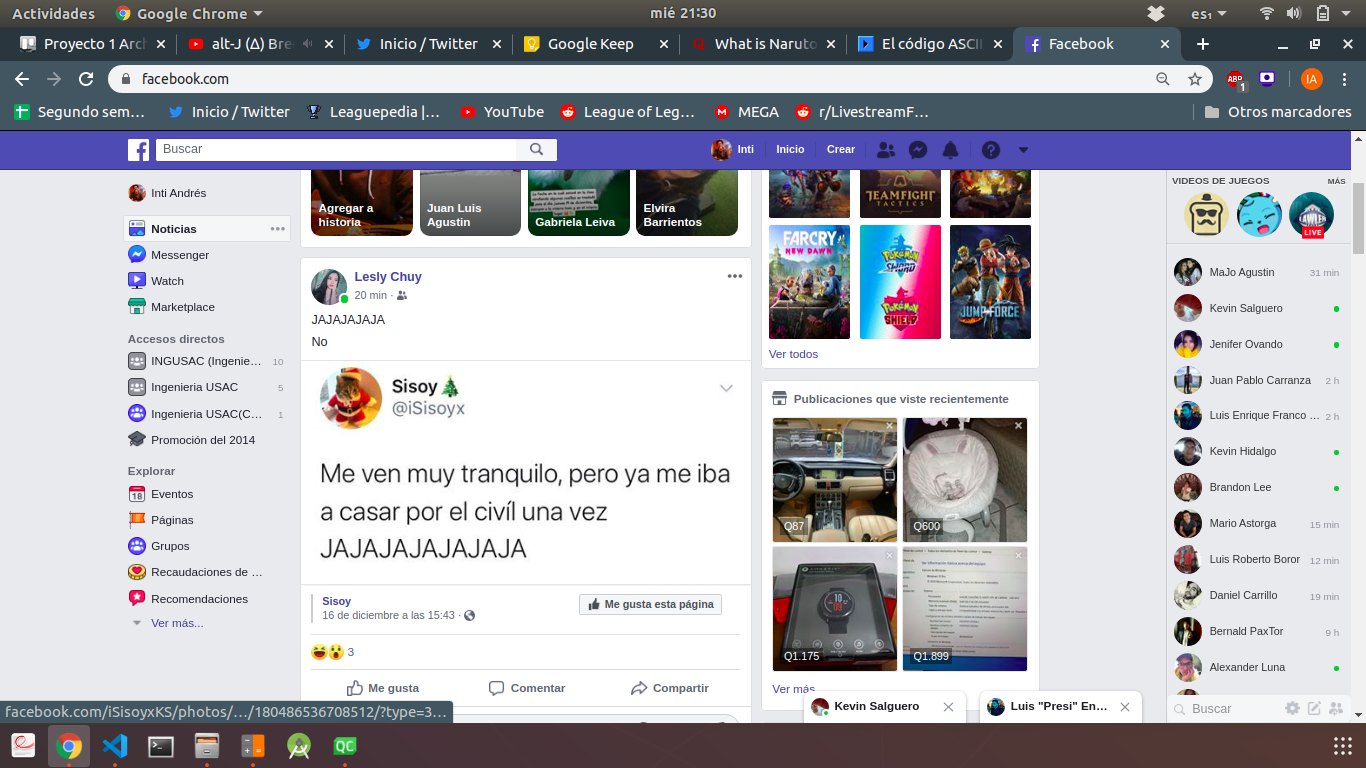 Actividades
Google Chrome
mié 21:30
es₁
Proyecto 1 Arch
alt-J (∆) Bre
Inicio / Twitter
Google Keep
What is Naruto
El código ASCII
Facebook
facebook.com
ABP
1
IA
Segundo sem…
Inicio / Twitter
Leaguepedia |…
YouTube
League of Leg…
MEGA
r/LivestreamF…
Otros marcadores
Buscar
Inti
Inicio
Crear
Inti Andrés
Noticias
Messenger
Watch
Marketplace
Accesos directos
INGUSAC (Ingenie… 10
Ingenieria USAC 5
Ingenieria USAC(C… 1
Promoción del 2014
Explorar
18 Eventos
Páginas
Grupos
Recaudaciones de …
Recomendaciones
Ver más...
Agregar a
historia
Juan Luis
Agustin
Gabriela Leiva
Elvira
Barrientos
Lesly Chuy
20 min ·
JAJAJAJAJA
No
Sisoy
@iSisoyx
Me ven muy tranquilo, pero ya me iba
a casar por el civíl una vez
JAJAJAJAJAJAJA
Sisoy
16 de diciembre a las 15:43 ·
Me gusta esta página
3
Me gusta
Comentar
Compartir
TEAMFIGHT
TACTICS
FARCRY
NEW DAWN
POKÉMON
SWORD
POKÉMON
SHIELD
JUMP FORCE
Ver todos
Publicaciones que viste recientemente
Q87
Q600
Q1.175
Q1.899
Ver más
VIDEOS DE JUEGOS
MÁS
LIVE
MaJo Agustin 31 min
Kevin Salguero
Jenifer Ovando
Juan Pablo Carranza 2 h
Luis Enrique Franco … 2 h
Kevin Hidalgo
Brandon Lee
Mario Astorga 15 min
Luis Roberto Boror 12 min
Daniel Carrillo 19 min
Bernald PaxTor 9 h
Alexander Luna
Buscar
Kevin Salguero
Luis "Presi" En…
facebook.com/iSisoyxKS/photos/…/180486536708512/?type=3…
QC